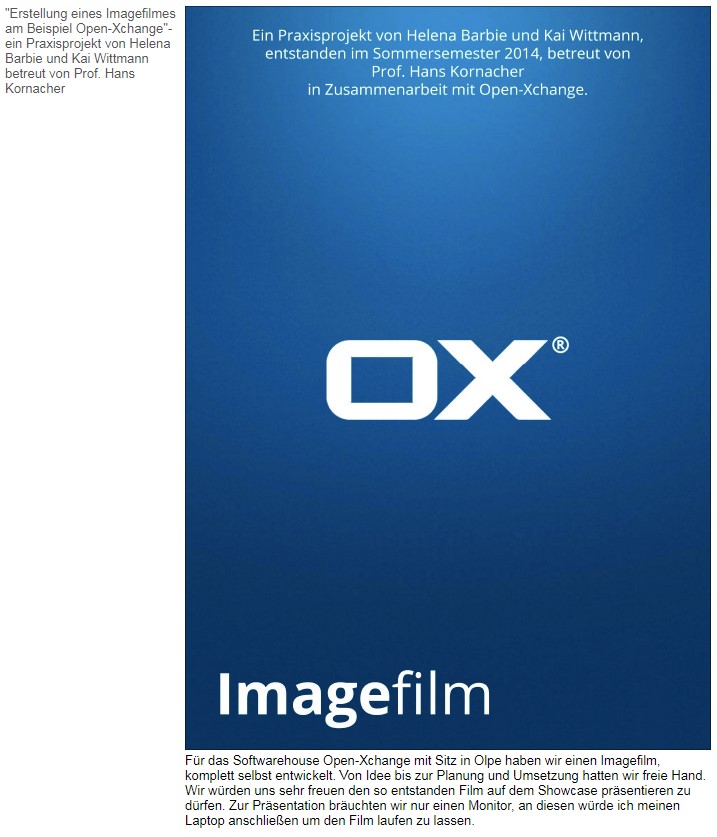 "Erstellung eines Imagefilmes
am Beispiel Open-Xchange"-
ein Praxisprojekt von Helena
Barbie und Kai Wittmann
betreut von Prof. Hans
Kornacher
Ein Praxisprojekt von Helena Barbie und Kai Wittmann,
entstanden im Sommersemester 2014, betreut von
Prof. Hans Kornacher
in Zusammenarbeit mit Open-Xchange.
OX®
Imagefilm
Für das Softwarehouse Open-Xchange mit Sitz in Olpe haben wir einen Imagefilm,
komplett selbst entwickelt. Von Idee bis zur Planung und Umsetzung hatten wir freie Hand.
Wir würden uns sehr freuen den so entstanden Film auf dem Showcase präsentieren zu
dürfen. Zur Präsentation bräuchten wir nur einen Monitor, an diesen würde ich meinen
Laptop anschließen um den Film laufen zu lassen.